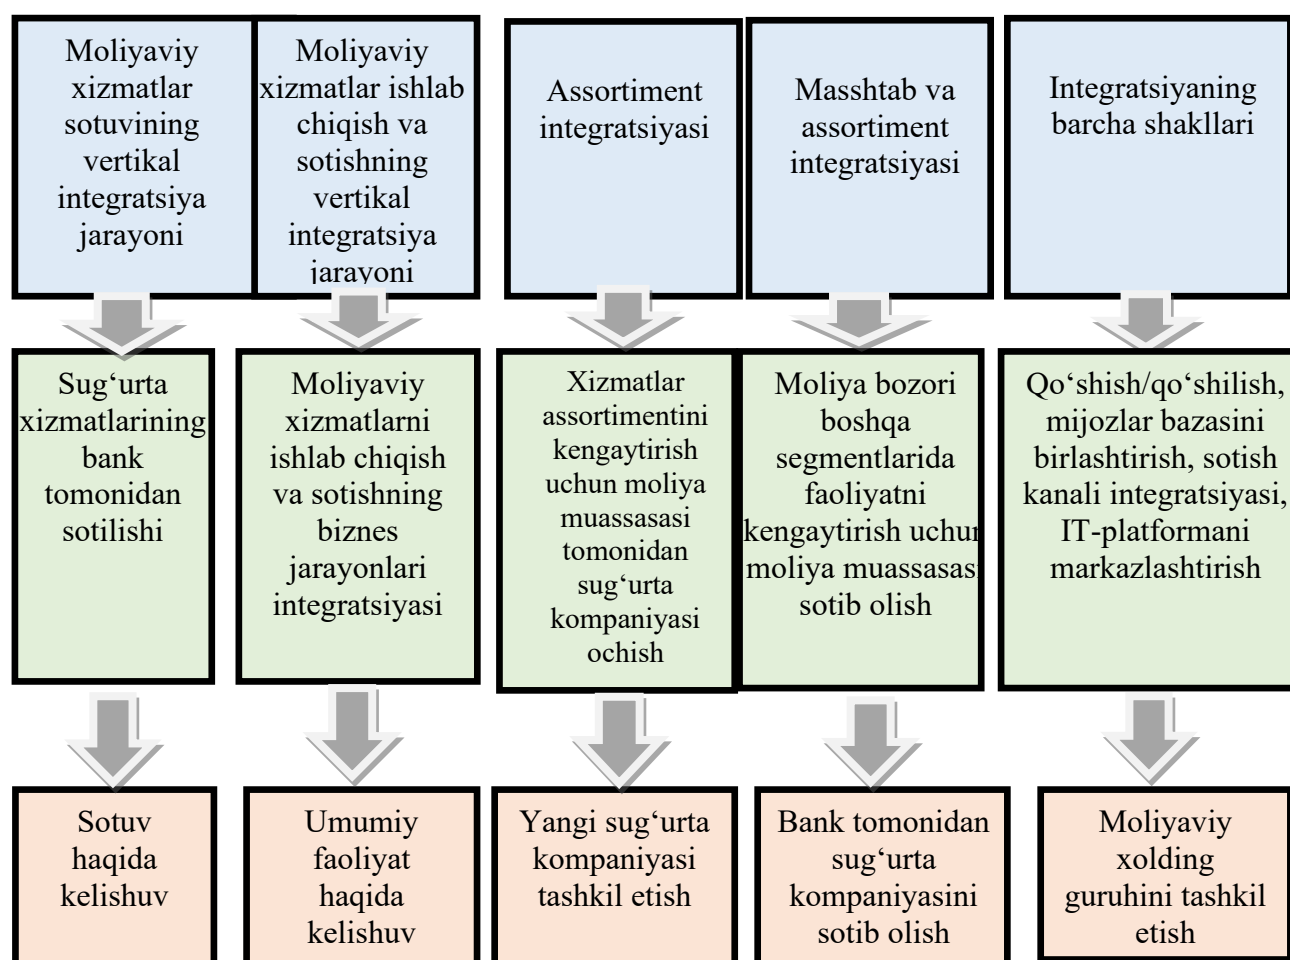 Moliyaviy
xizmatlar
sotuvining
vertikal
integratsiya
jarayoni
Moliyaviy
xizmatlar ishlab
chiqish va
sotishning
vertikal
integratsiya
jarayoni
Assortiment
integratsiyasi
Masshtab va
assortiment
integratsiyasi
Integratsiyaning
barcha shakllari
Sug‘urta
xizmatlarining
bank
tomonidan
sotilishi
Moliyaviy
xizmatlarni
ishlab chiqish
va sotishning
biznes
jarayonlari
integratsiyasi
Xizmatlar
assortimentini
kengaytirish
uchun moliya
muassasasi
tomonidan
sug‘urta
kompaniyasi
ochish
Moliya bozori
boshqa
segmentlarida
faoliyatni
kengaytirish uchun
moliya muassasasi
sotib olish
Qo‘shish/qo‘shilish,
mijozlar bazasini
birlashtirish, sotish
kanali integratsiyasi,
IT-platformani
markazlashtirish
Sotuv
haqida
kelishuv
Umumiy
faoliyat
haqida
kelishuv
Yangi sug‘urta
kompaniyasi
tashkil etish
Bank tomonidan
sug‘urta
kompaniyasini
sotib olish
Moliyaviy
xolding
guruhini tashkil
etish